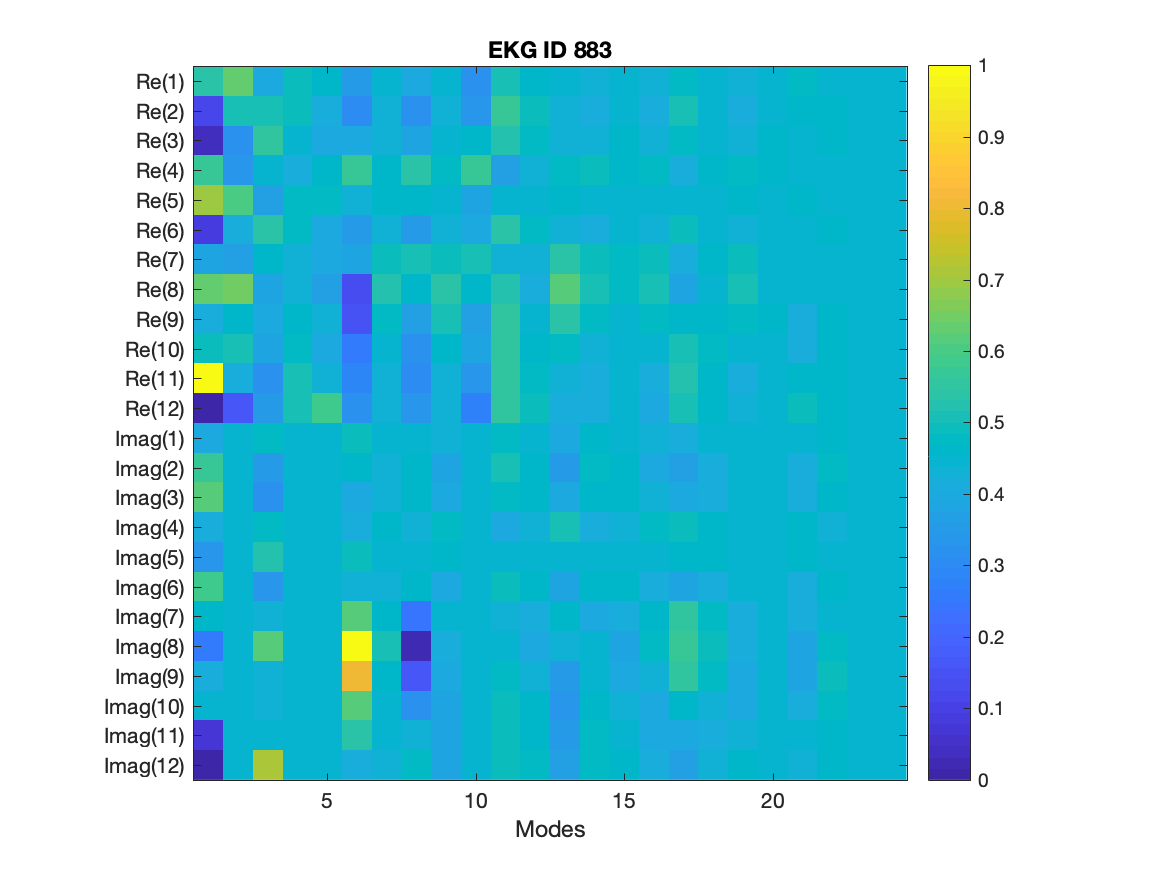 EKG ID 883
Re(1)
Re(2)
Re(3)
Re(4)
Re(5)
Re(6)
Re(7)
Re(8)
Re(9)
Re(10)
Re(11)
Re(12)
Imag(1)
Imag(2)
Imag(3)
Imag(4)
Imag(5)
Imag(6)
Imag(7)
Imag(8)
Imag(9)
Imag(10)
Imag(11)
Imag(12)
5 10 15 20
Modes
1
0.9
0.8
0.7
0.6
0.5
0.4
0.3
0.2
0.1
0